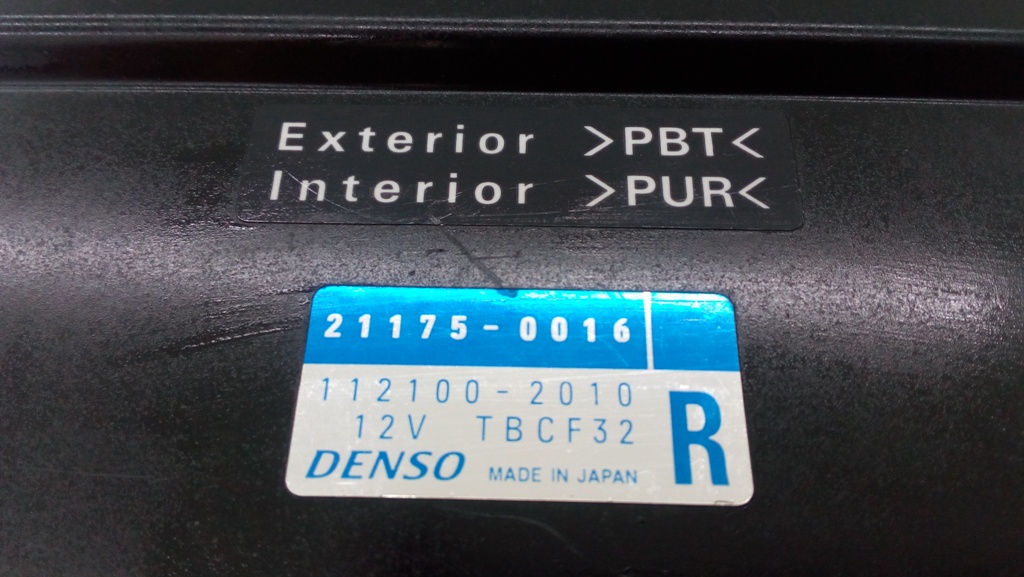 Exterior >PBT<
Interior >PUR<
21175-0016
112100-2010
12V TBCF32
R
DENSO MADE IN JAPAN